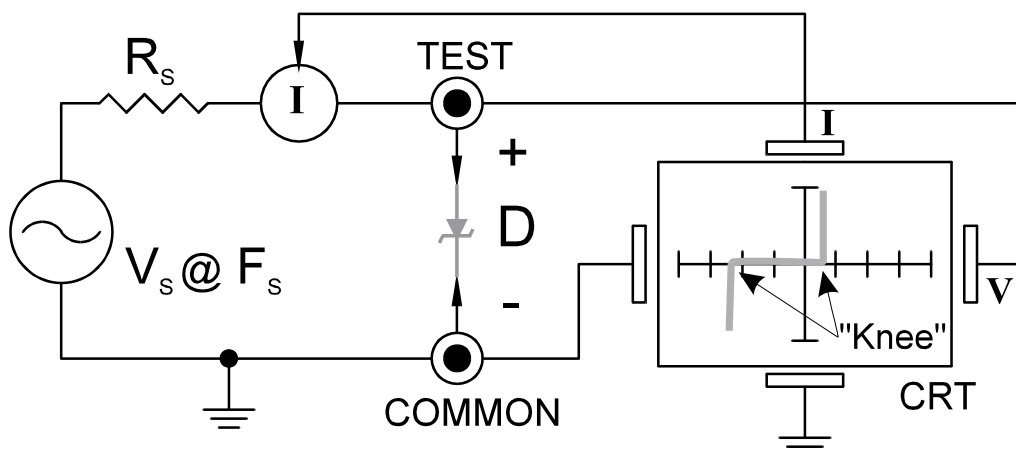 R_S
TEST
I
I
+
D
V_S @ F_S
-
V
"Knee"
CRT
COMMON